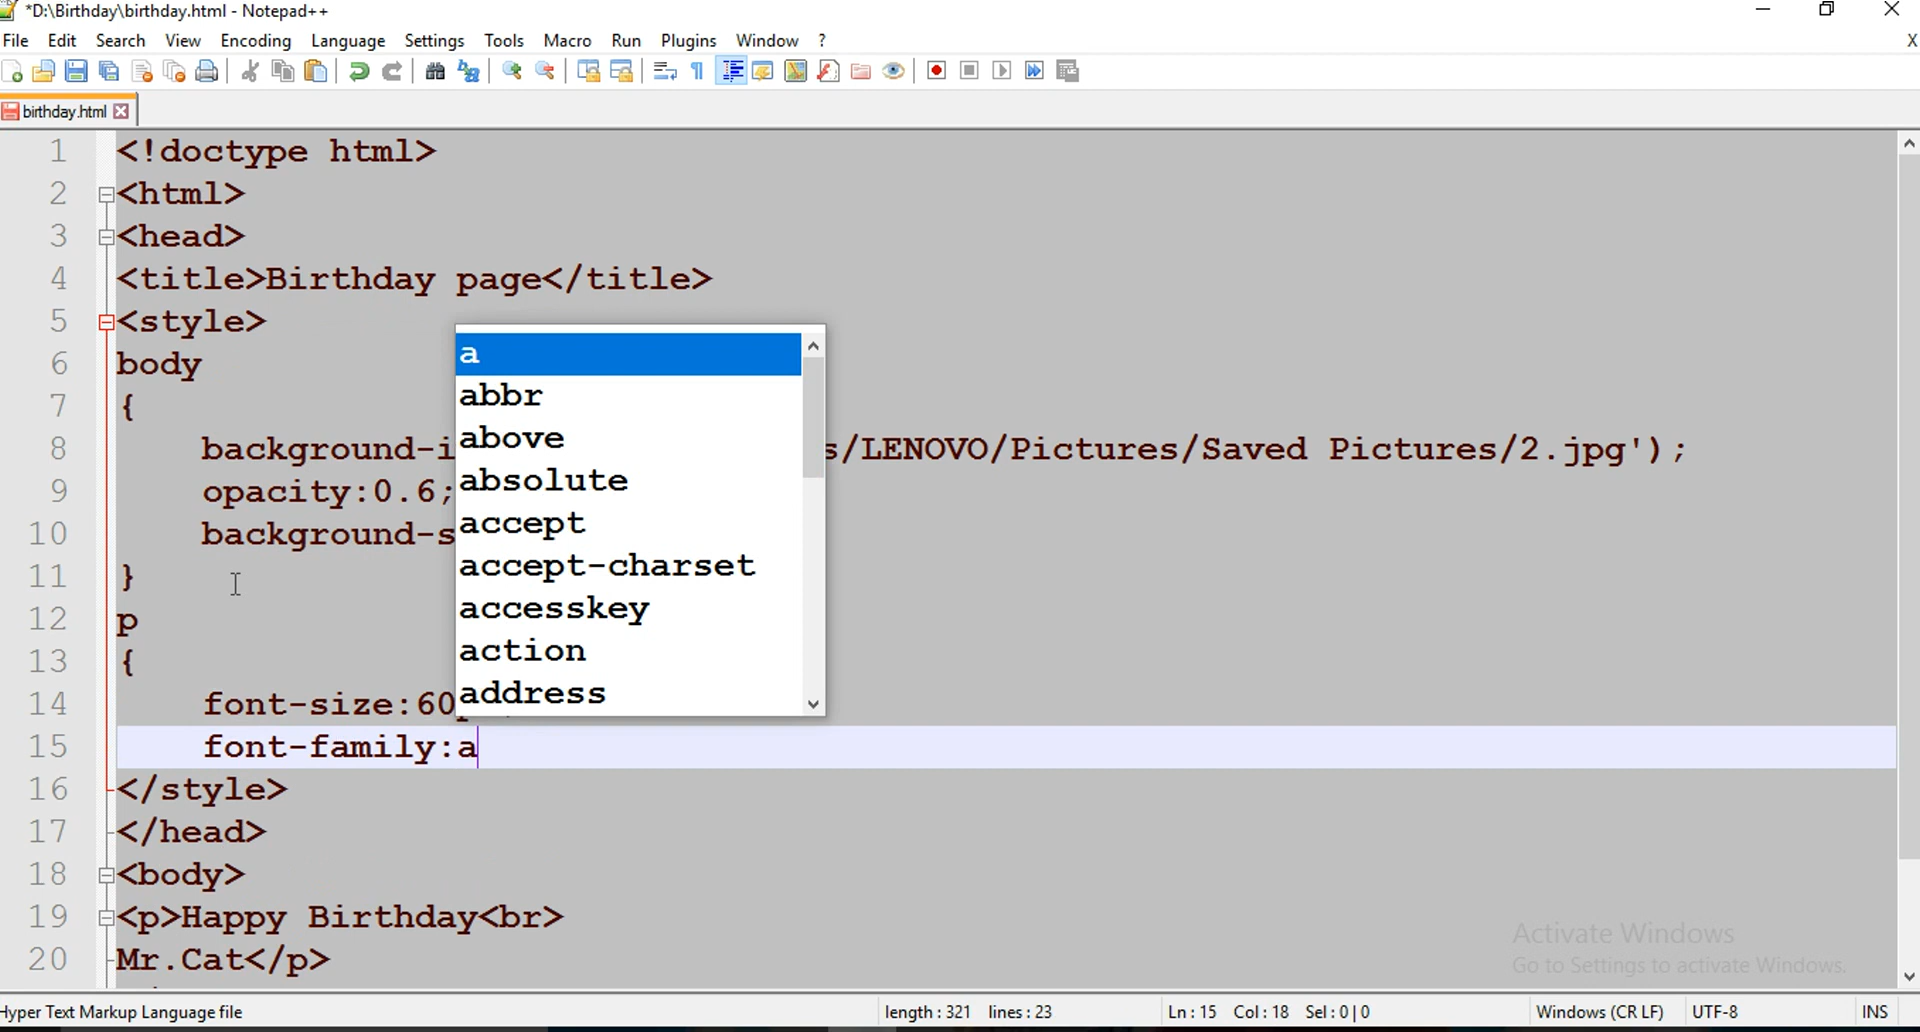 *D:\Birthday\birthday.html - Notepad++
File Edit Search View Encoding Language Settings Tools Macro Run Plugins Window ? X
birthday.html
1 <!doctype html>
2 <html>
3 <head>
4 <title>Birthday page</title>
5 <style>
6 body
7 {
8 background-i s/LENOVO/Pictures/Saved Pictures/2.jpg');
9 opacity:0.6;
10 background-s
11 }
12 p
13 {
14 font-size:60
15 font-family:a
16 </style>
17 </head>
18 <body>
19 <p>Happy Birthday<br>
20 Mr.Cat</p>
a
abbr
above
absolute
accept
accept-charset
accesskey
action
address
Activate Windows
Go to Settings to activate Windows.
Hyper Text Markup Language file length : 321 lines : 23 Ln : 15 Col : 18 Sel : 0 | 0 Windows (CR LF) UTF-8 INS